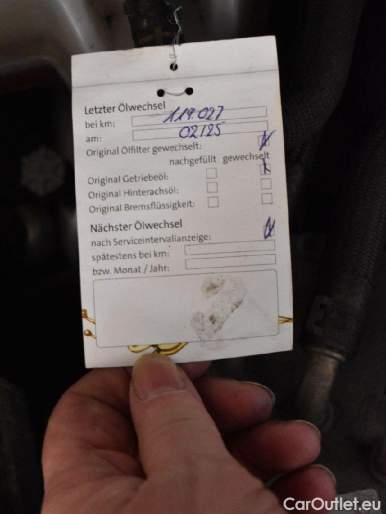 Letzter Ölwechsel
bei km: 119.027
am: 02/25
Original Ölfilter gewechselt:
nachgefüllt gewechselt
Original Getriebeöl:
Original Hinterachsöl:
Original Bremsflüssigkeit:
Nächster Ölwechsel
nach Serviceintervallanzeige:
spätestens bei km:
bzw. Monat / Jahr:
CarOutlet.eu